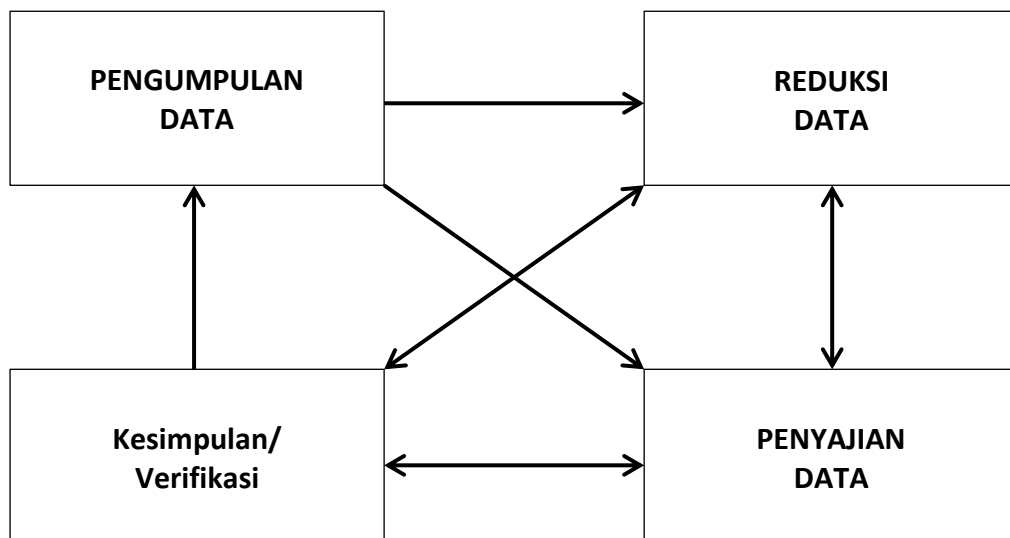 PENGUMPULAN
DATA
REDUKSI
DATA
Kesimpulan/
Verifikasi
PENYAJIAN
DATA